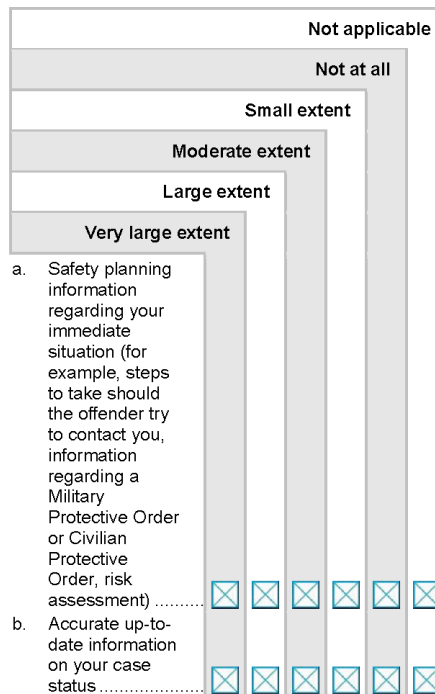 Not applicable
Not at all
Small extent
Moderate extent
Large extent
Very large extent
a. Safety planning
information
regarding your
immediate
situation (for
example, steps
to take should
the offender try
to contact you,
information
regarding a
Military
Protective Order
or Civilian
Protective
Order, risk
assessment) ..........
b. Accurate up-to-
date information
on your case
status .....................